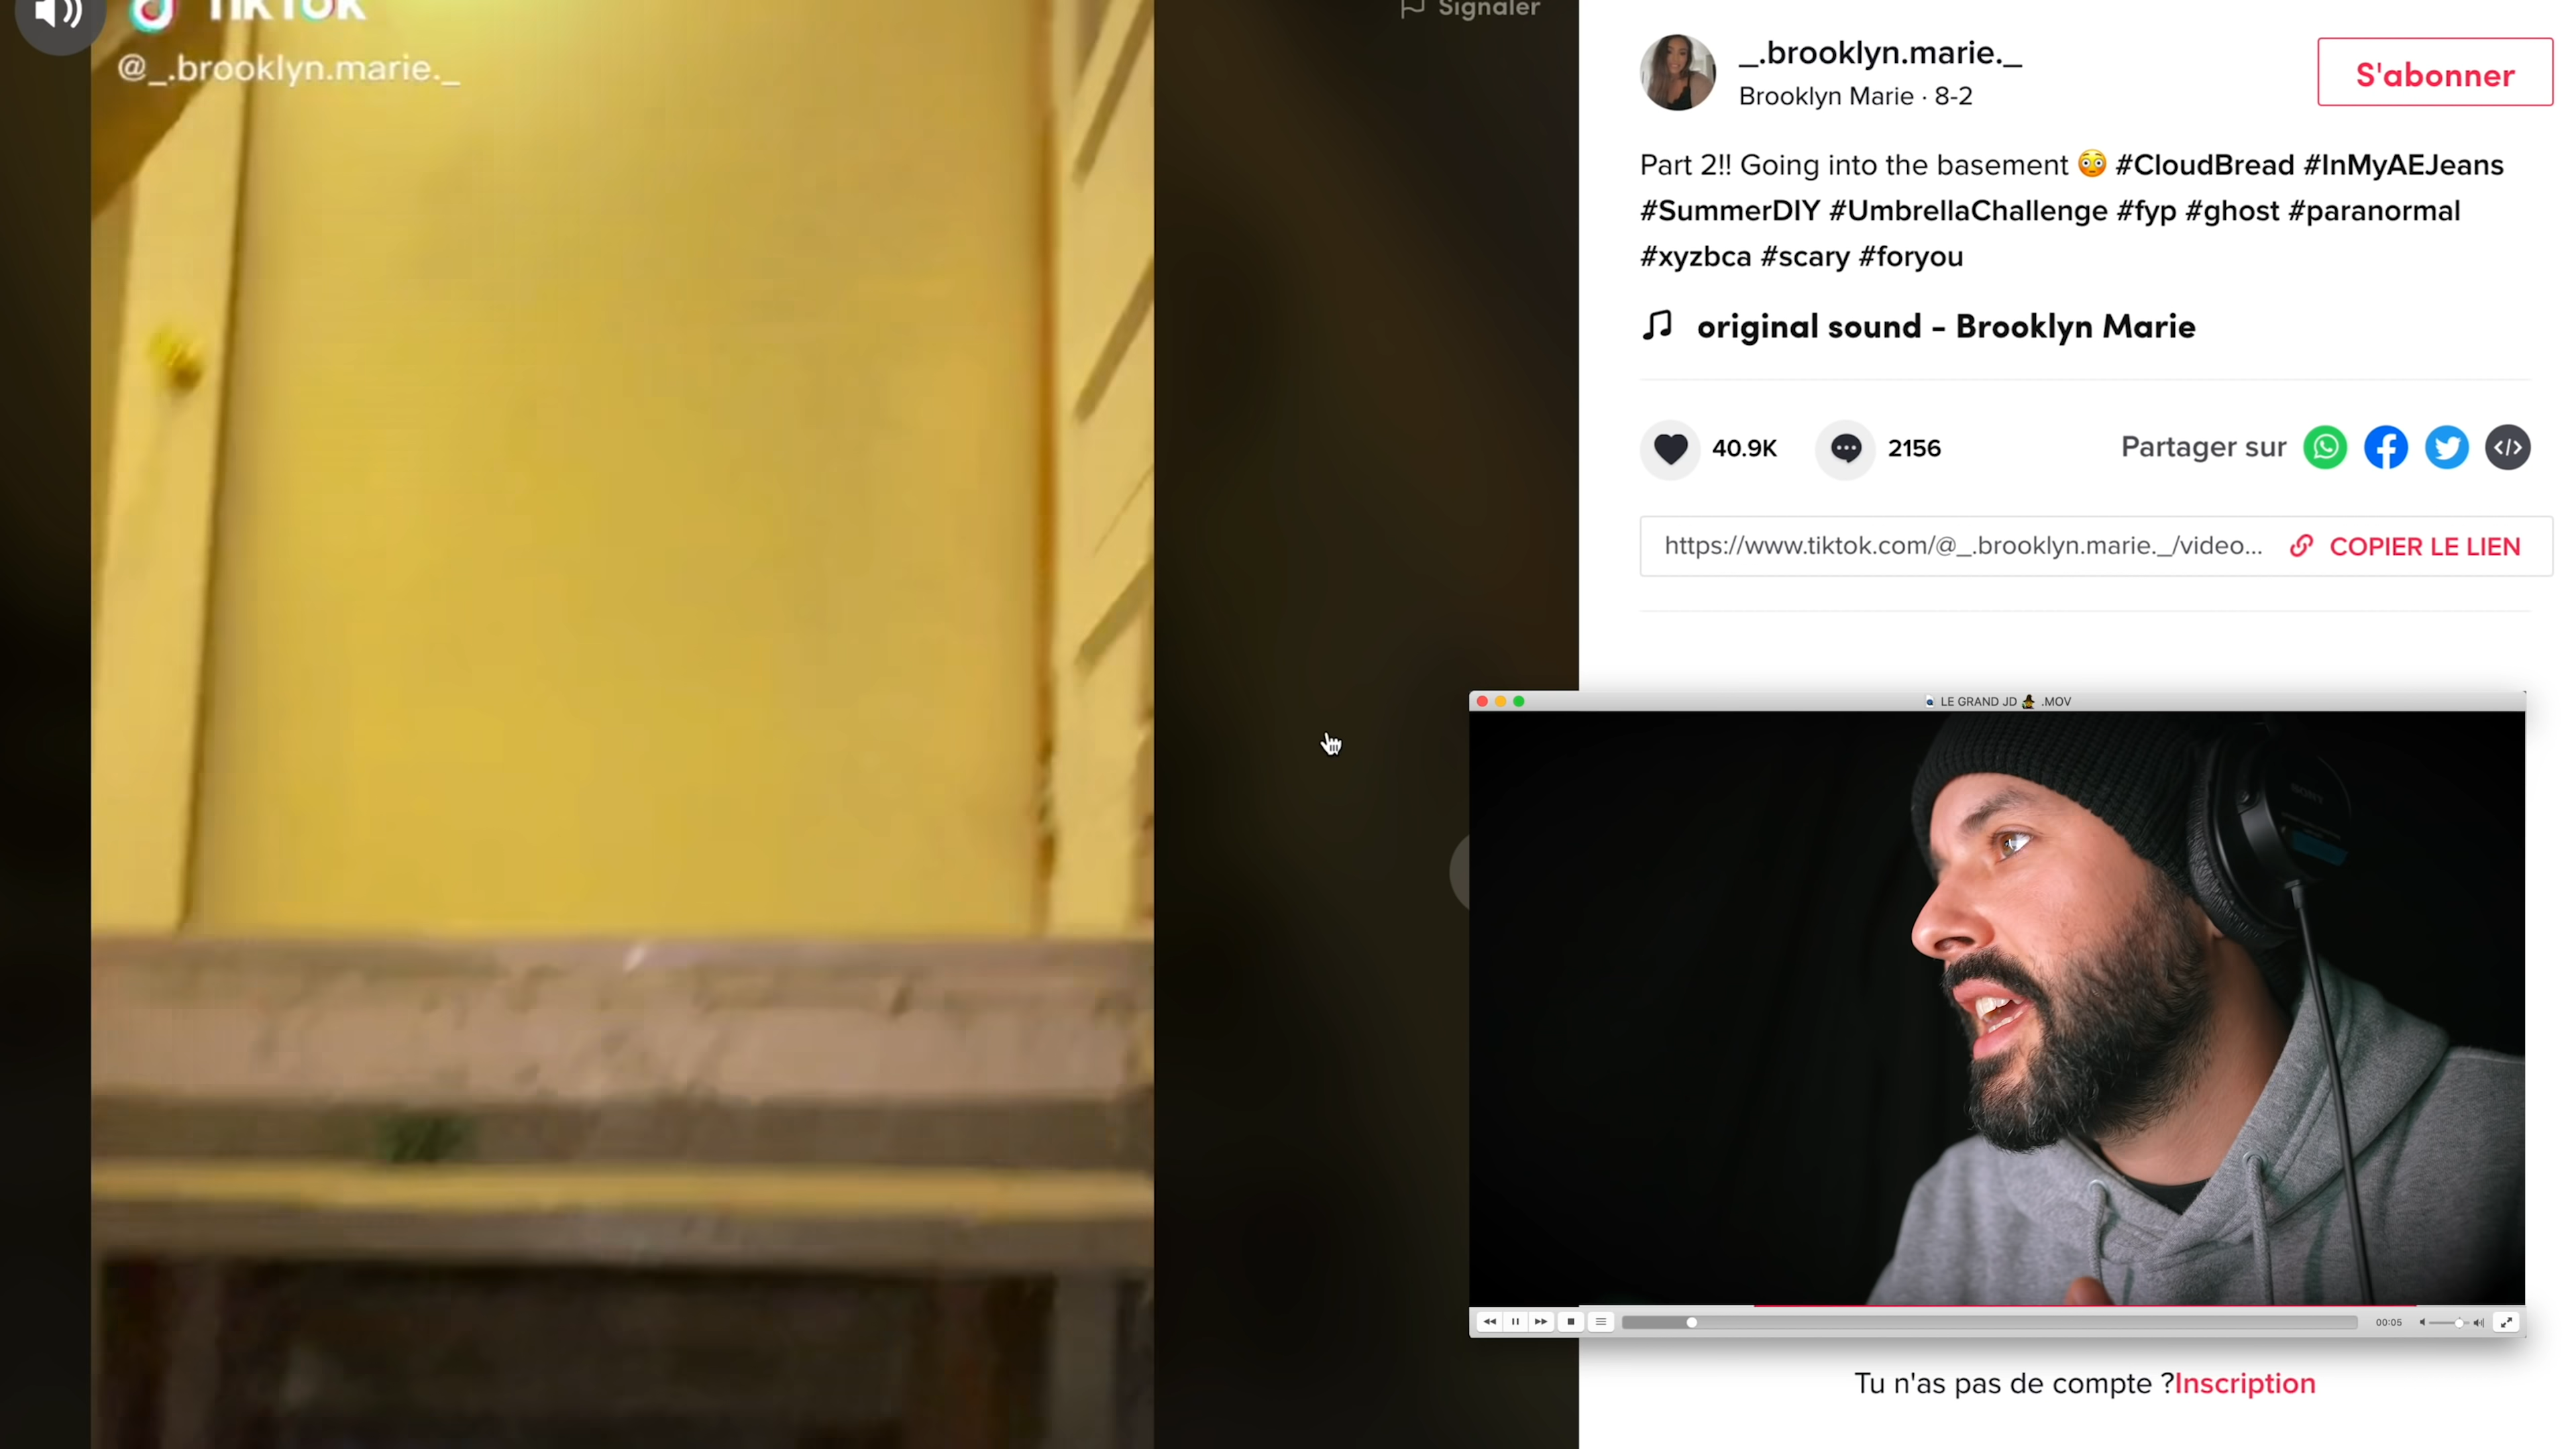 TikTok
@_.brooklyn.marie._
Signaler
_.brooklyn.marie._
Brooklyn Marie · 8-2
S'abonner
Part 2!! Going into the basement 😳 #CloudBread #InMyAEJeans
#SummerDIY #UmbrellaChallenge #fyp #ghost #paranormal
#xyzbca #scary #foryou
original sound - Brooklyn Marie
40.9K
2156
Partager sur
https://www.tiktok.com/@_.brooklyn.marie._/video...
COPIER LE LIEN
LE GRAND JD .MOV
SONY
00:05
Tu n'as pas de compte ?Inscription